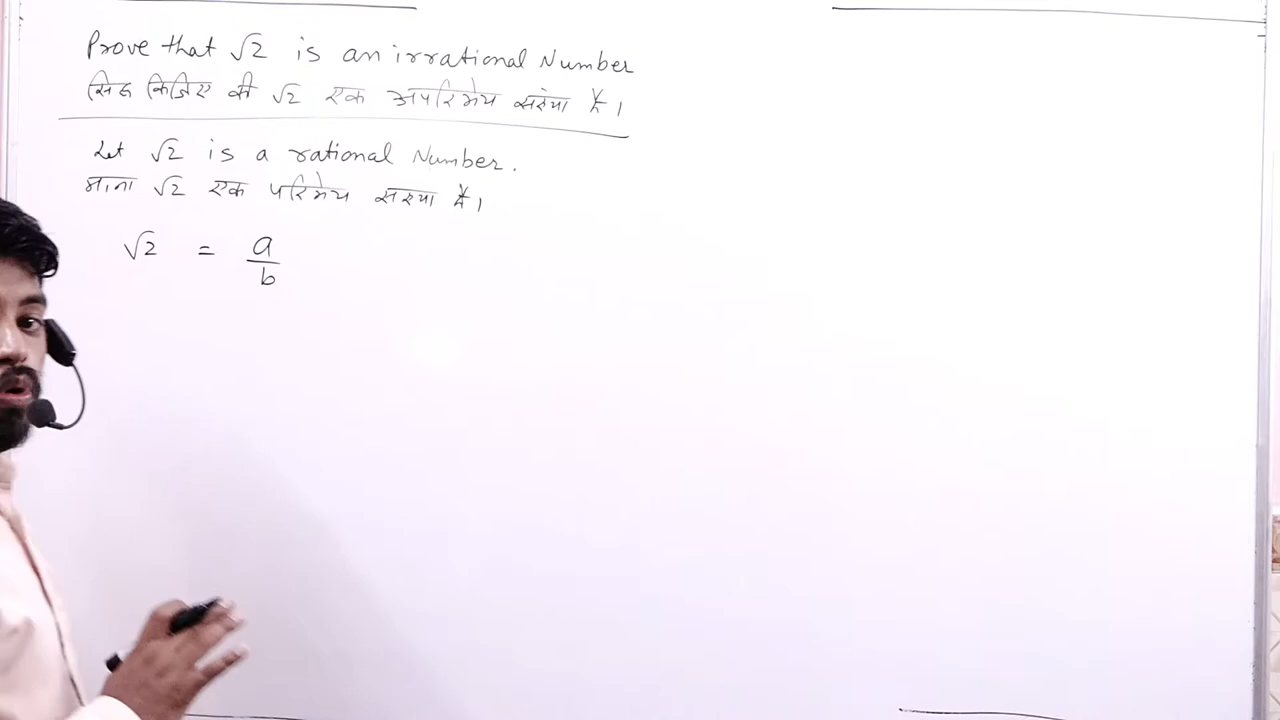 Prove that √2 is an irrational Number
सिद्ध किजिए की √2 एक अपरिमेय संख्या है।
Let √2 is a rational Number.
माना √2 एक परिमेय संख्या है।
√2 = a/b